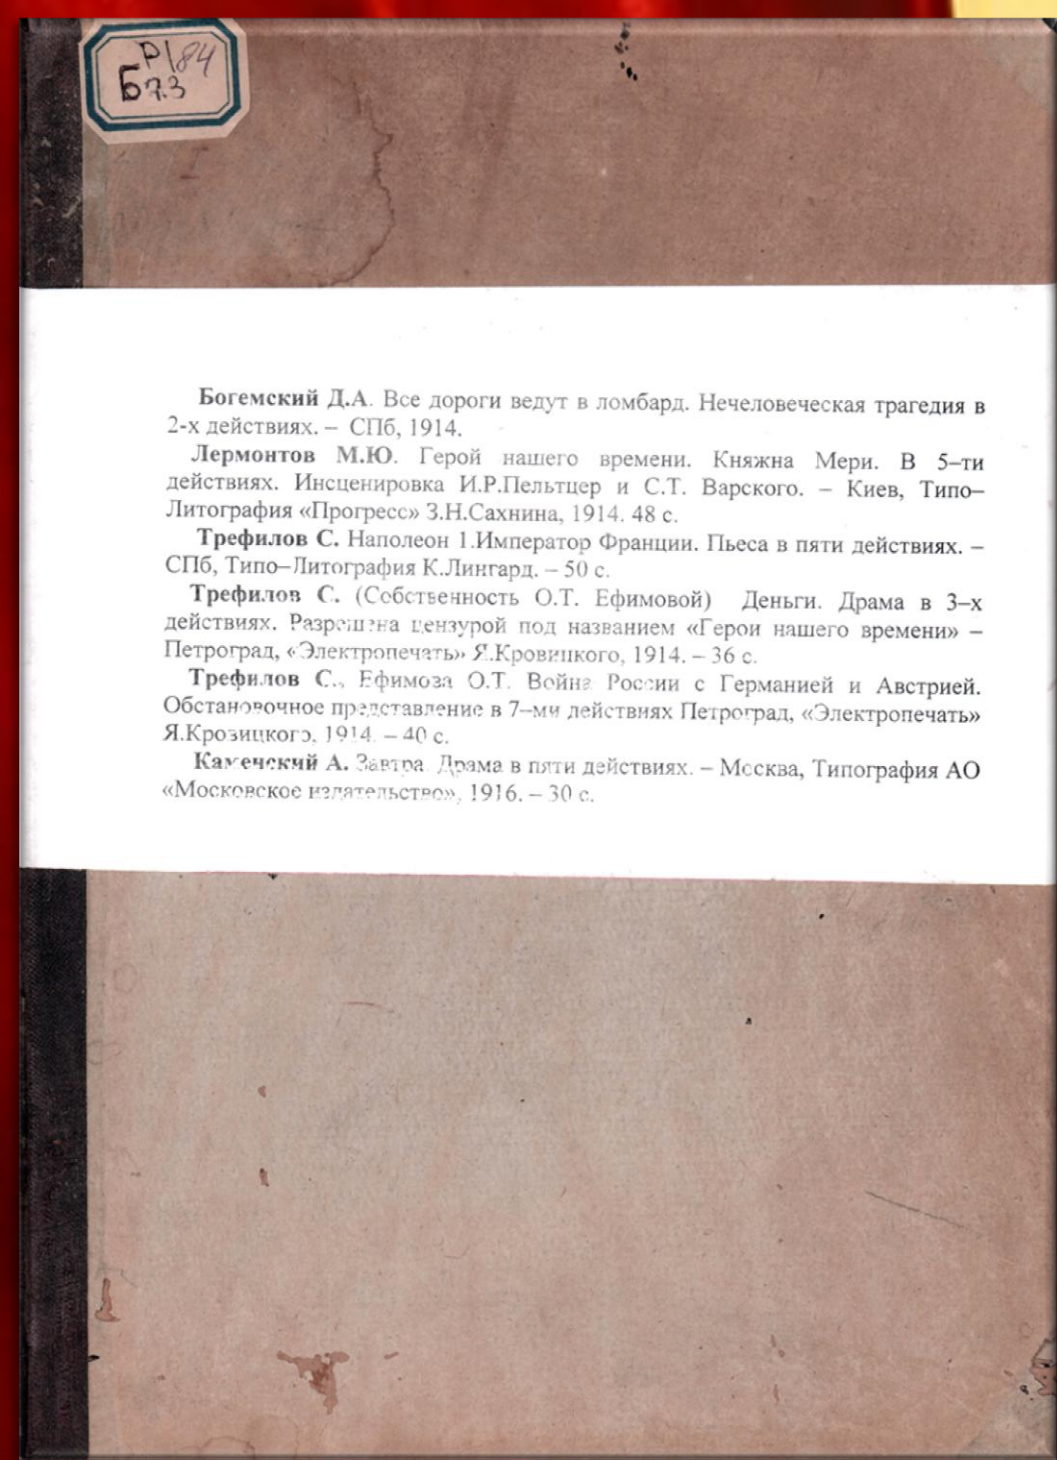 Р184
Б73
Богемский Д.А. Все дороги ведут в ломбард. Нечеловеческая трагедия в
2-х действиях. – СПб, 1914.
Лермонтов М.Ю. Герой нашего времени. Княжна Мери. В 5–ти
действиях. Инсценировка И.Р.Пельтцер и С.Т. Варского. – Киев, Типо–
Литография «Прогресс» З.Н.Сахнина, 1914. 48 с.
Трефилов С. Наполеон 1.Император Франции. Пьеса в пяти действиях. –
СПб, Типо–Литография К.Лингард. – 50 с.
Трефилов С. (Собственность О.Т. Ефимовой) Деньги. Драма в 3–х
действиях. Разрешена цензурой под названием «Герои нашего времени» –
Петроград, «Электропечать» Я.Кровицкого, 1914. – 36 с.
Трефилов С., Ефимова О.Т. Война России с Германией и Австрией.
Обстановочное представление в 7–ми действиях Петроград, «Электропечать»
Я.Кровицкого, 1914. – 40 с.
Каменский А. Завтра. Драма в пяти действиях. – Москва, Типография АО
«Московское издательство», 1916. – 30 с.